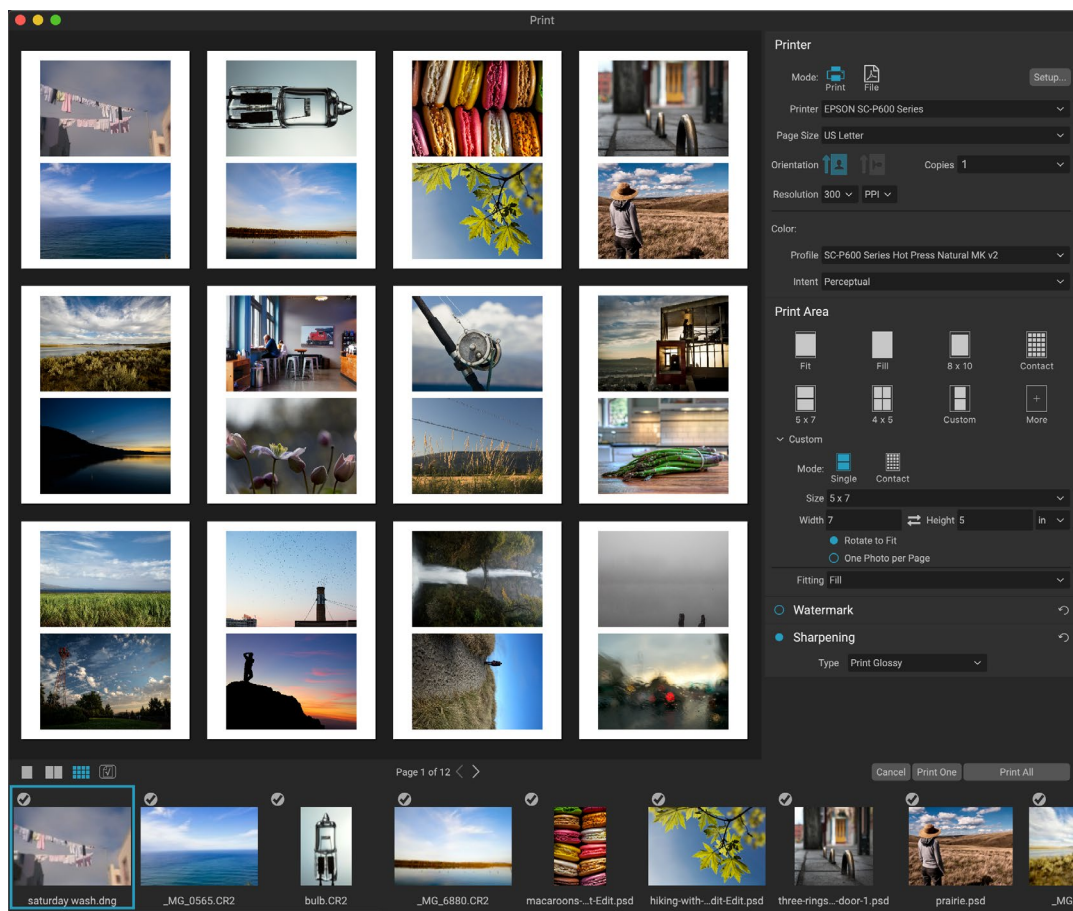 Print
Printer
Mode:
Print
File
Setup...
Printer EPSON SC-P600 Series
Page Size US Letter
Orientation
Copies 1
Resolution 300 PPI
Color:
Profile SC-P600 Series Hot Press Natural MK v2
Intent Perceptual
Print Area
Fit Fill 8 x 10 Contact
5 x 7 4 x 5 Custom More
Custom
Mode:
Single Contact
Size 5 x 7
Width 7 Height 5 in
Rotate to Fit
One Photo per Page
Fitting Fill
Watermark
Sharpening
Type Print Glossy
Page 1 of 12
Cancel Print One Print All
saturday wash.dng _MG_0565.CR2 bulb.CR2 _MG_6880.CR2 macaroons-...t-Edit.psd hiking-with-...dit-Edit.psd three-rings...-door-1.psd prairie.psd _MG